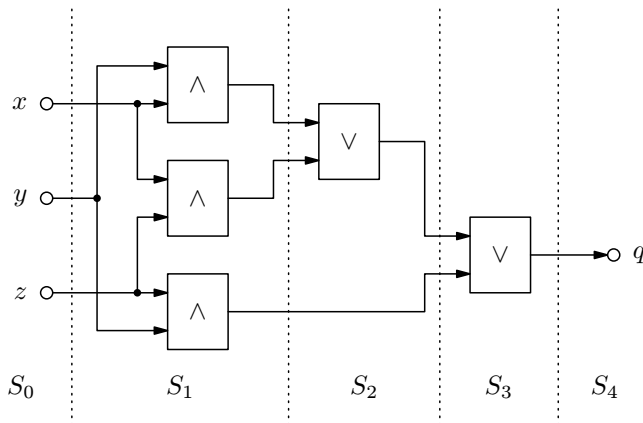 x
∧
∨
y
∧
∨
q
z
∧
S₀
S₁
S₂
S₃
S₄